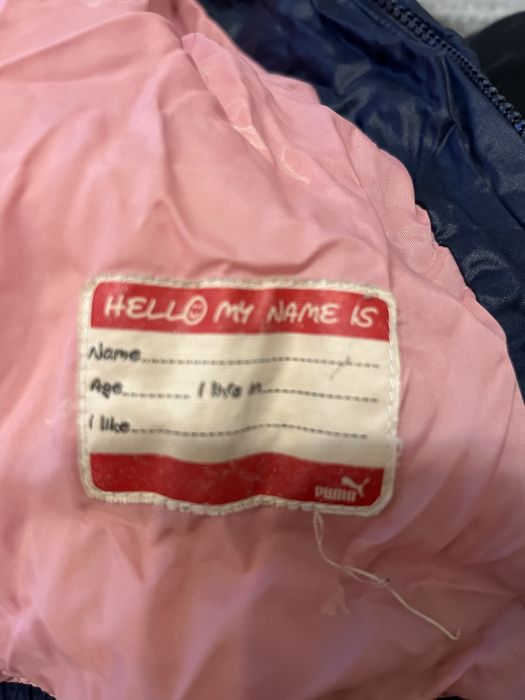 HELLO MY NAME IS
Name........................................
Age............ I live in........................
I like........................................
PUMA